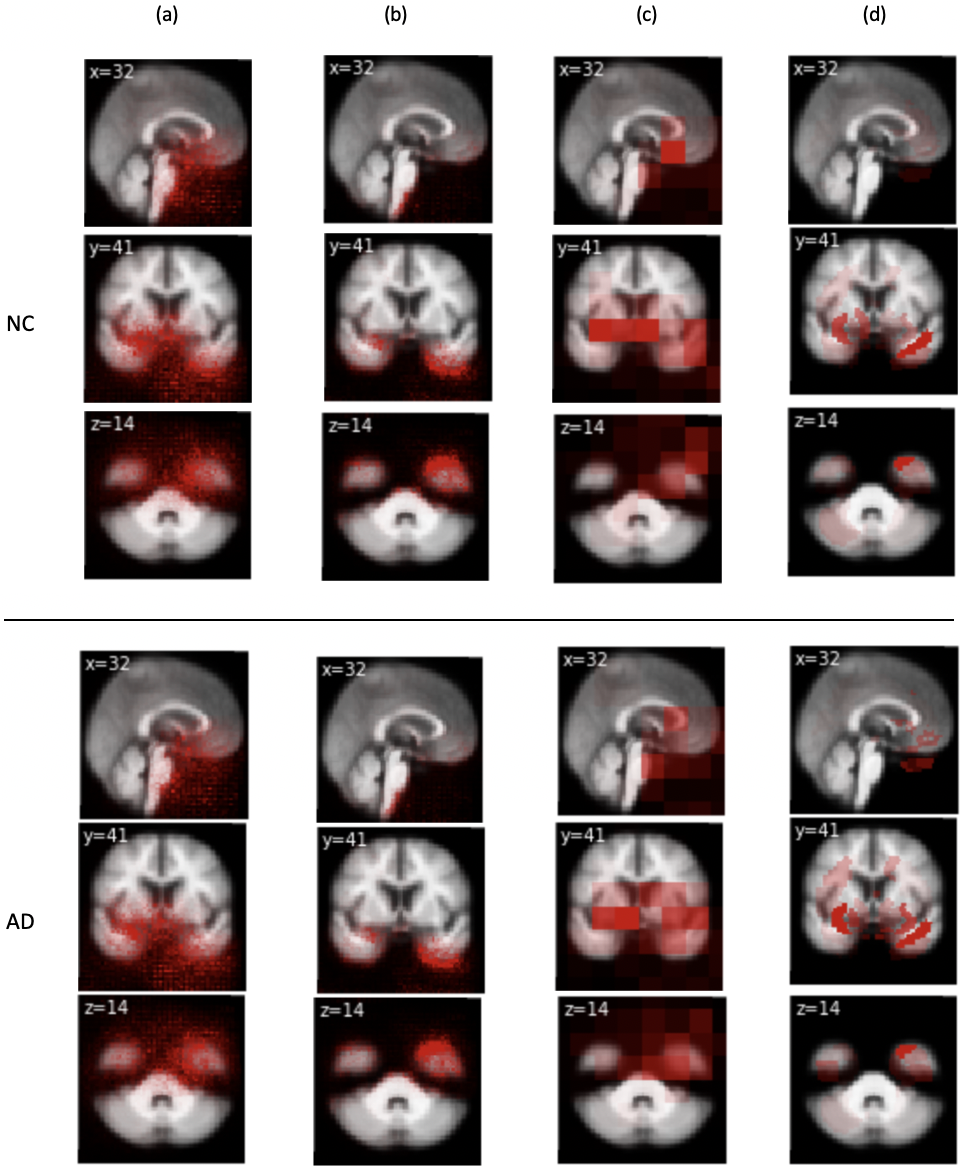 (a) (b) (c) (d)
x=32 x=32 x=32 x=32
y=41 y=41 y=41 y=41
NC
z=14 z=14 z=14 z=14
x=32 x=32 x=32 x=32
y=41 y=41 y=41 y=41
AD
z=14 z=14 z=14 z=14